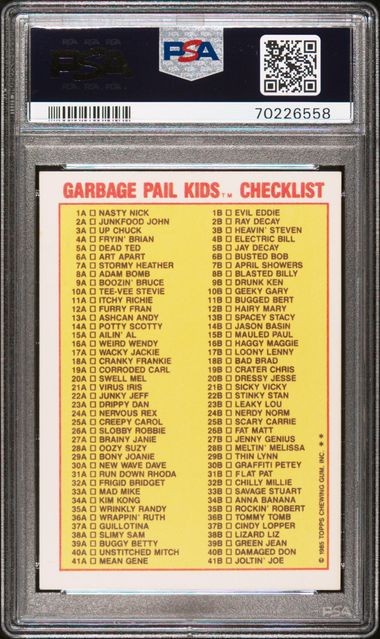 PSA
PSA
70226558
GARBAGE PAIL KIDS™ CHECKLIST
1A □ NASTY NICK
2A □ JUNKFOOD JOHN
3A □ UP CHUCK
4A □ FRYIN' BRIAN
5A □ DEAD TED
6A □ ART APART
7A □ STORMY HEATHER
8A □ ADAM BOMB
9A □ BOOZIN' BRUCE
10A □ TEE-VEE STEVIE
11A □ ITCHY RICHIE
12A □ FURRY FRAN
13A □ ASHCAN ANDY
14A □ POTTY SCOTTY
15A □ AILIN' AL
16A □ WEIRD WENDY
17A □ WACKY JACKIE
18A □ CRANKY FRANKIE
19A □ CORRODED CARL
20A □ SWELL MEL
21A □ VIRUS IRIS
22A □ JUNKY JEFF
23A □ DRIPPY DAN
24A □ NERVOUS REX
25A □ CREEPY CAROL
26A □ SLOBBY ROBBIE
27A □ BRAINY JANIE
28A □ OOZY SUZY
29A □ BONY JOANIE
30A □ NEW WAVE DAVE
31A □ RUN DOWN RHODA
32A □ FRIGID BRIDGET
33A □ MAD MIKE
34A □ KIM KONG
35A □ WRINKLY RANDY
36A □ WRAPPIN' RUTH
37A □ GUILLOTINA
38A □ SLIMY SAM
39A □ BUGGY BETTY
40A □ UNSTITCHED MITCH
41A □ MEAN GENE
1B □ EVIL EDDIE
2B □ RAY DECAY
3B □ HEAVIN' STEVEN
4B □ ELECTRIC BILL
5B □ JAY DECAY
6B □ BUSTED BOB
7B □ APRIL SHOWERS
8B □ BLASTED BILLY
9B □ DRUNK KEN
10B □ GEEKY GARY
11B □ BUGGED BERT
12B □ HAIRY MARY
13B □ SPACEY STACY
14B □ JASON BASIN
15B □ MAULED PAUL
16B □ HAGGY MAGGIE
17B □ LOONY LENNY
18B □ BAD BRAD
19B □ CRATER CHRIS
20B □ DRESSY JESSE
21B □ SICKY VICKY
22B □ STINKY STAN
23B □ LEAKY LOU
24B □ NERDY NORM
25B □ SCARY CARRIE
26B □ FAT MATT
27B □ JENNY GENIUS
28B □ MELTIN' MELISSA
29B □ THIN LYNN
30B □ GRAFFITI PETEY
31B □ FLAT PAT
32B □ CHILLY MILLIE
33B □ SAVAGE STUART
34B □ ANNA BANANA
35B □ ROCKIN' ROBERT
36B □ TOMMY TOMB
37B □ CINDY LOPPER
38B □ LIZARD LIZ
39B □ GREEN JEAN
40B □ DAMAGED DON
41B □ JOLTIN' JOE
© 1985 TOPPS CHEWING GUM, INC. * *
PSA